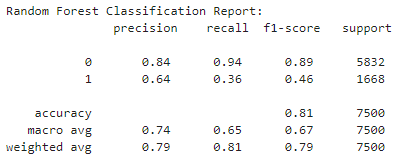 Random Forest Classification Report:
precision recall f1-score support
0 0.84 0.94 0.89 5832
1 0.64 0.36 0.46 1668
accuracy 0.81 7500
macro avg 0.74 0.65 0.67 7500
weighted avg 0.79 0.81 0.79 7500